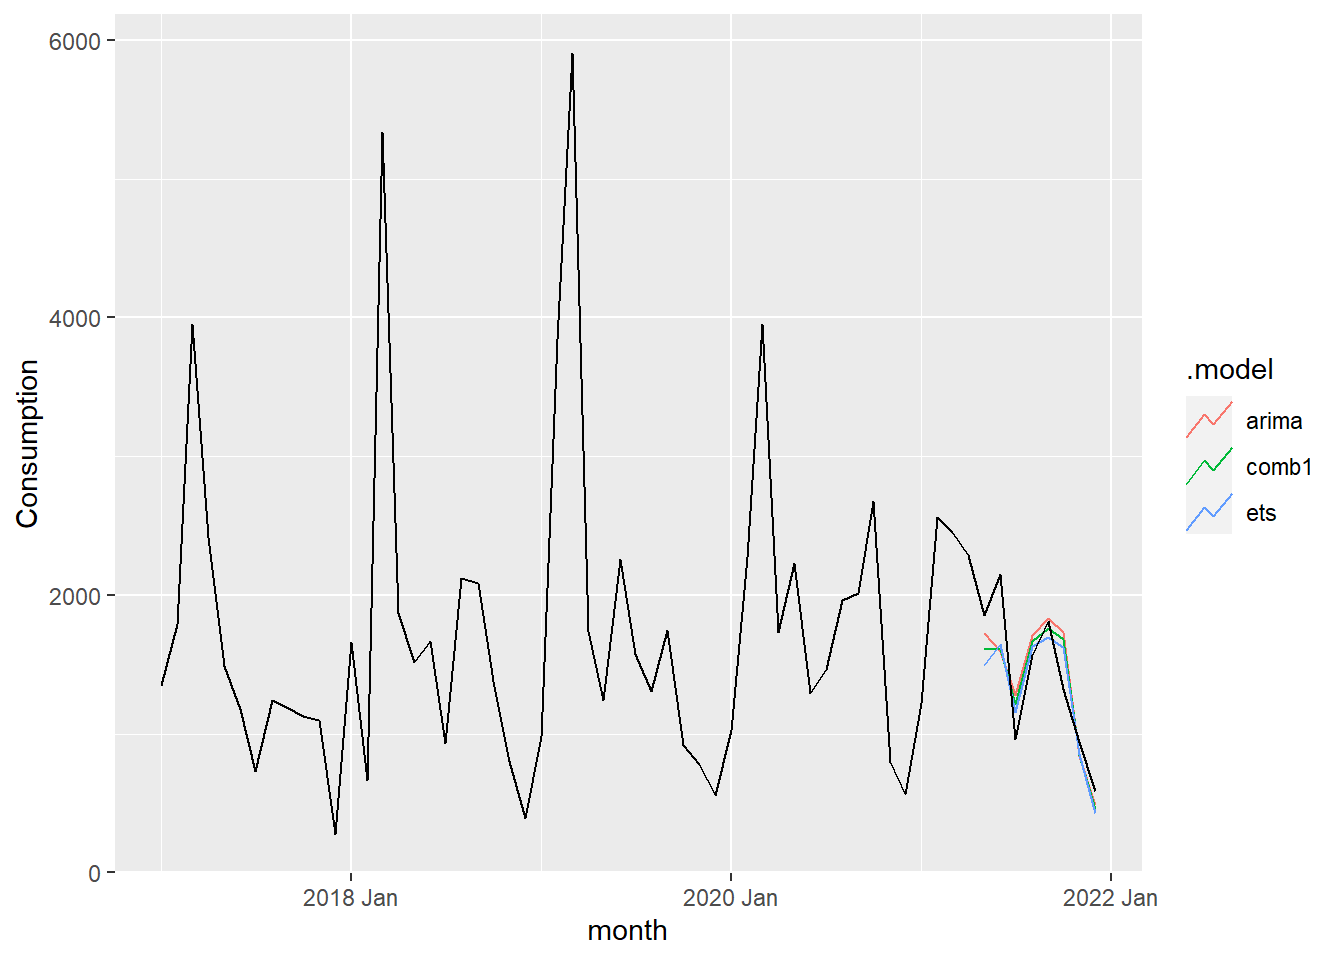 6000
4000
2000
0
Consumption
2018 Jan
2020 Jan
2022 Jan
month
.model
arima
comb1
ets